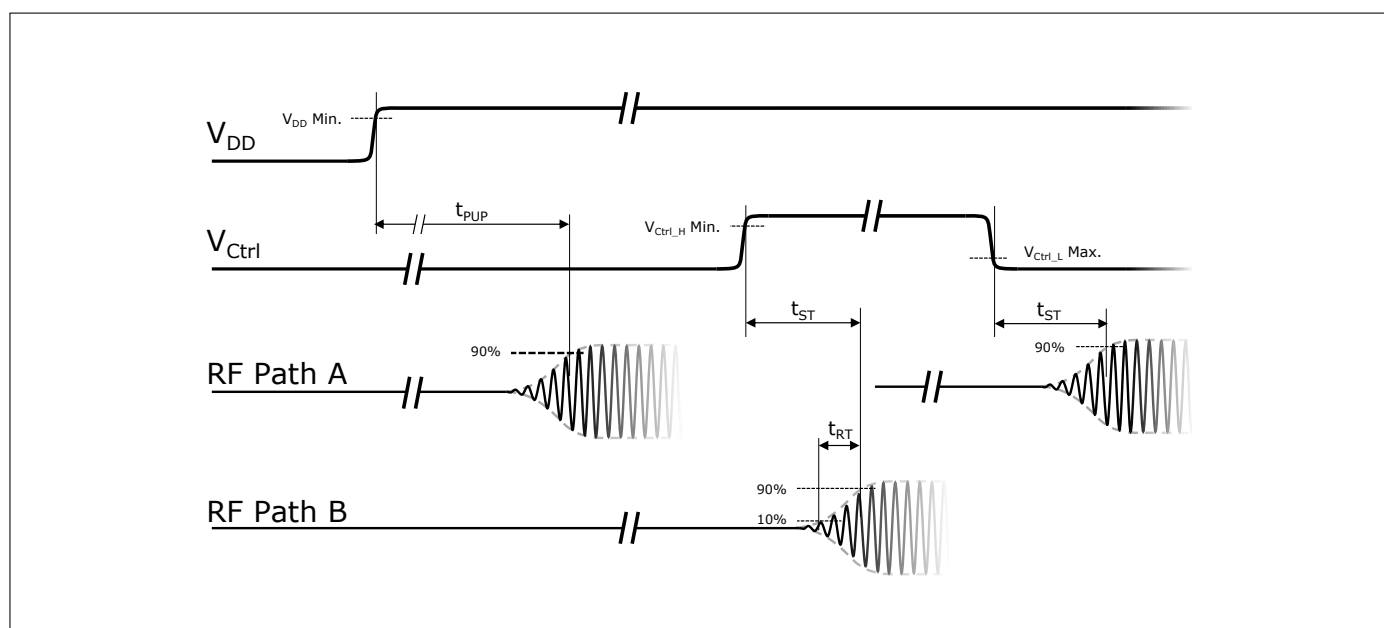 V_DD Min.
V_DD
t_PUP
V_Ctrl
V_Ctrl_H Min.
V_Ctrl_L Max.
t_ST
t_ST
RF Path A
90%
90%
t_RT
RF Path B
90%
10%